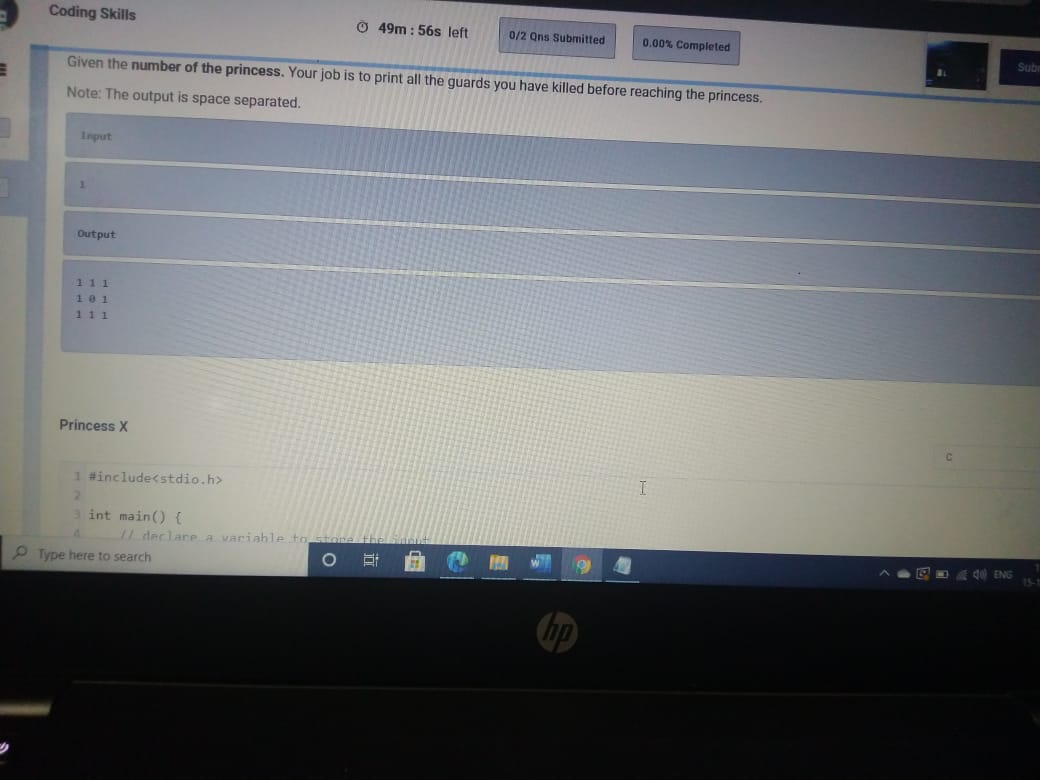 Coding Skills
49m : 56s left
0/2 Qns Submitted
0.00% Completed
Given the number of the princess. Your job is to print all the guards you have killed before reaching the princess.
Note: The output is space separated.
Input
1
Output
1 1 1
1 0 1
1 1 1
Princess X
C
1 #include<stdio.h>
2
3 int main() {
4 // declare a variable to store the input
Type here to search
ENG
hp